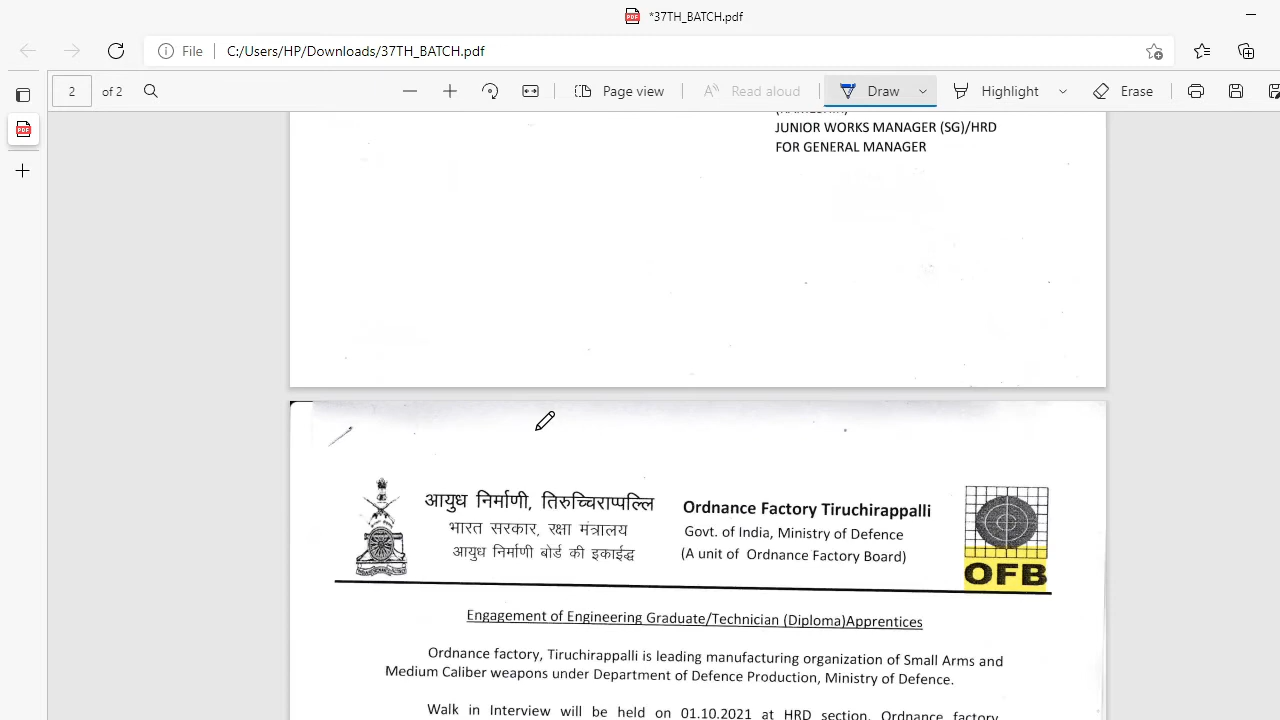 *37TH_BATCH.pdf
File
C:/Users/HP/Downloads/37TH_BATCH.pdf
2 of 2
Page view
Read aloud
Draw
Highlight
Erase
JUNIOR WORKS MANAGER (SG)/HRD
FOR GENERAL MANAGER
आयुध निर्माणी, तिरुच्चिराप्पल्लि
भारत सरकार, रक्षा मंत्रालय
आयुध निर्माणी बोर्ड की इकाईद्ध
Ordnance Factory Tiruchirappalli
Govt. of India, Ministry of Defence
(A unit of Ordnance Factory Board)
OFB
Engagement of Engineering Graduate/Technician (Diploma)Apprentices
Ordnance factory, Tiruchirappalli is leading manufacturing organization of Small Arms and
Medium Caliber weapons under Department of Defence Production, Ministry of Defence.
Walk in Interview will be held on 01.10.2021 at HRD section, Ordnance factory,